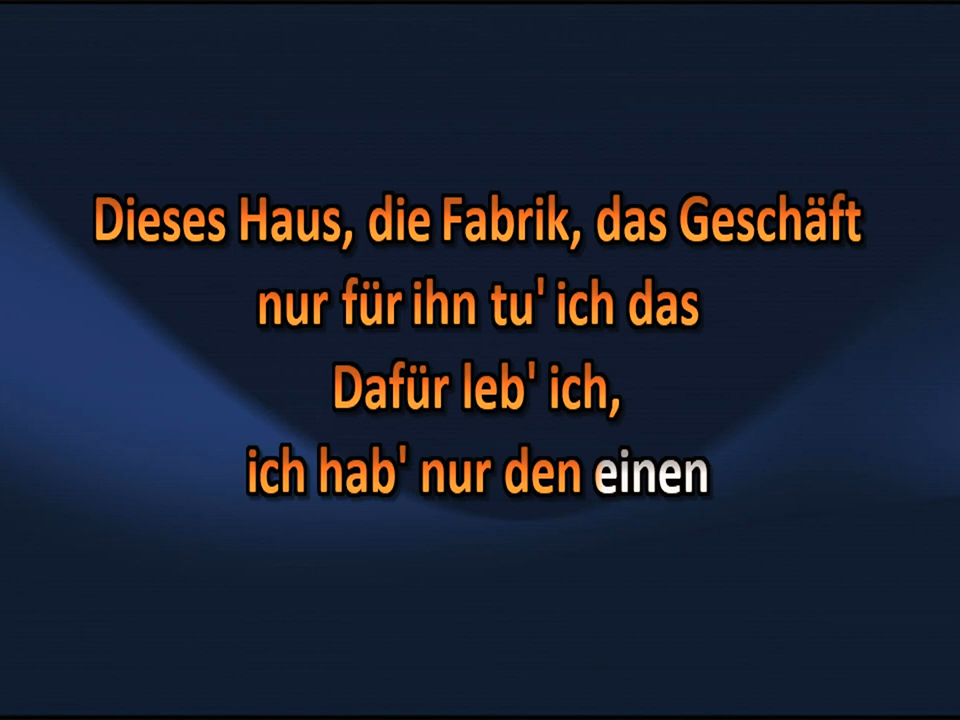 Dieses Haus, die Fabrik, das Geschäft
nur für ihn tu' ich das
Dafür leb' ich,
ich hab' nur den einen